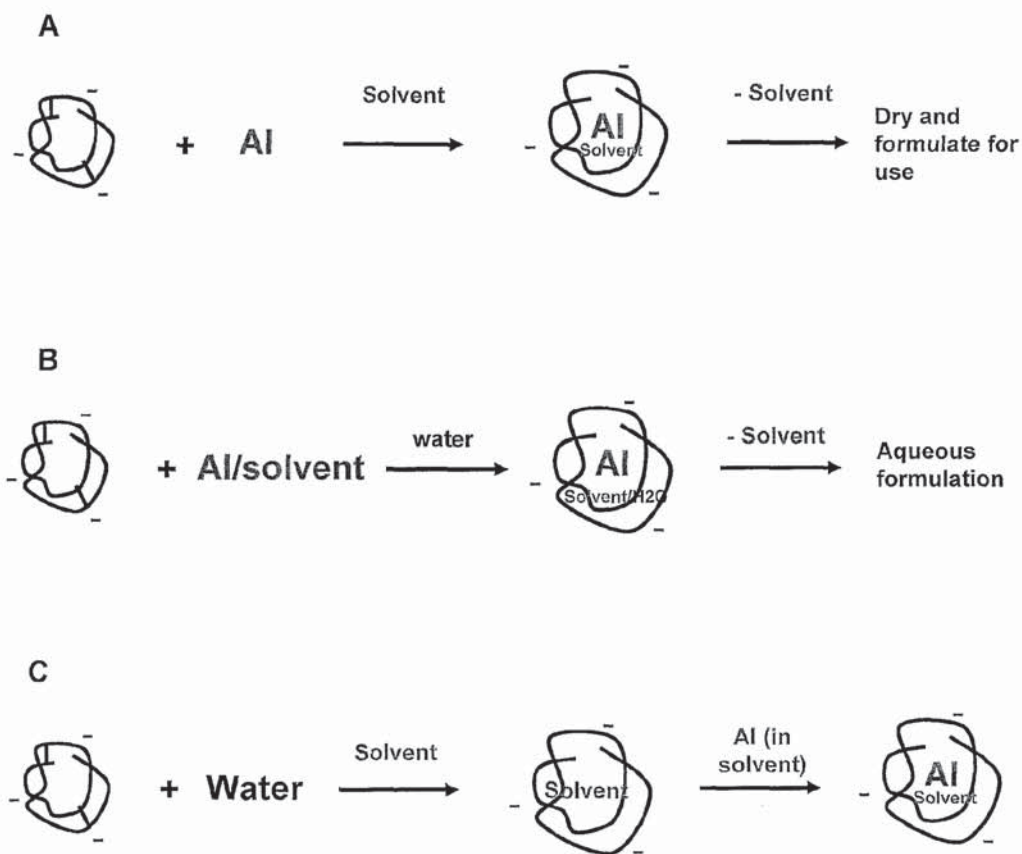 A
+ AI
Solvent
-
-
-
AI
Solvent
-
-
-
- Solvent
Dry and
formulate for
use
B
+ AI/solvent
water
-
-
-
AI
Solvent/H2O
-
-
-
- Solvent
Aqueous
formulation
C
+ Water
Solvent
-
-
-
Solvent
-
-
-
AI (in
solvent)
AI
Solvent
-
-
-